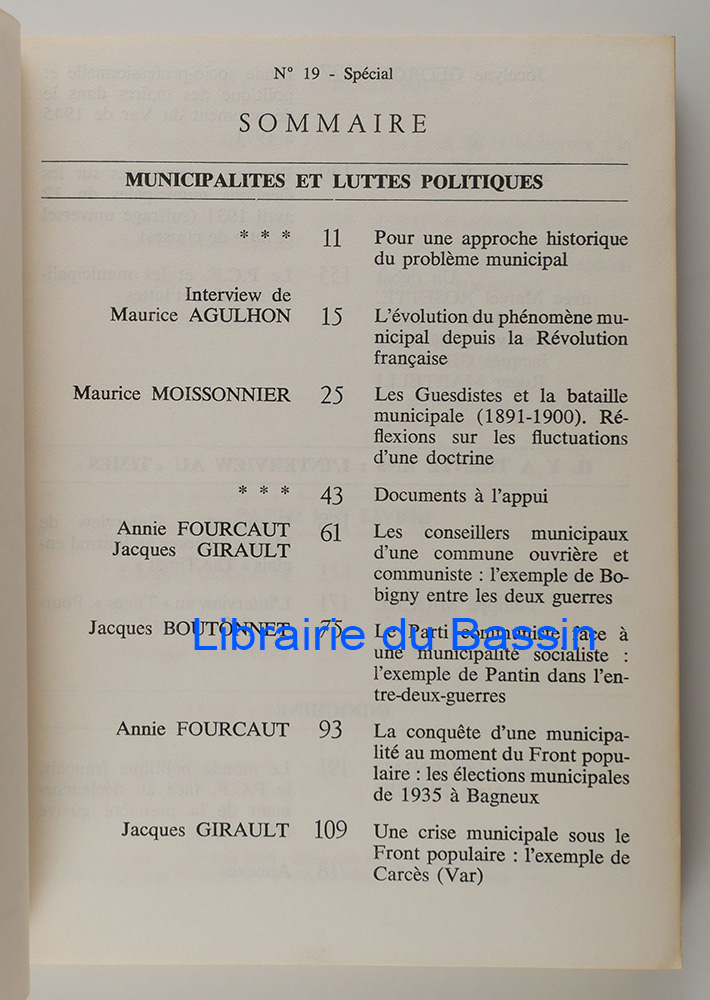 N° 19 - Spécial
SOMMAIRE
MUNICIPALITES ET LUTTES POLITIQUES
* * * 11 Pour une approche historique
du problème municipal
Interview de
Maurice AGULHON 15 L'évolution du phénomène mu-
nicipal depuis la Révolution
française
Maurice MOISSONNIER 25 Les Guesdistes et la bataille
municipale (1891-1900). Ré-
flexions sur les fluctuations
d'une doctrine
* * * 43 Documents à l'appui
Annie FOURCAUT 61 Les conseillers municipaux
Jacques GIRAULT d'une commune ouvrière et
communiste : l'exemple de Bo-
bigny entre les deux guerres
Jacques BOUTONNET 75 Le Parti communiste face à
une municipalité socialiste :
l'exemple de Pantin dans l'en-
tre-deux-guerres
Librairie du Bassin
Annie FOURCAUT 93 La conquête d'une municipa-
lité au moment du Front popu-
laire : les élections municipales
de 1935 à Bagneux
Jacques GIRAULT 109 Une crise municipale sous le
Front populaire : l'exemple de
Carcès (Var)